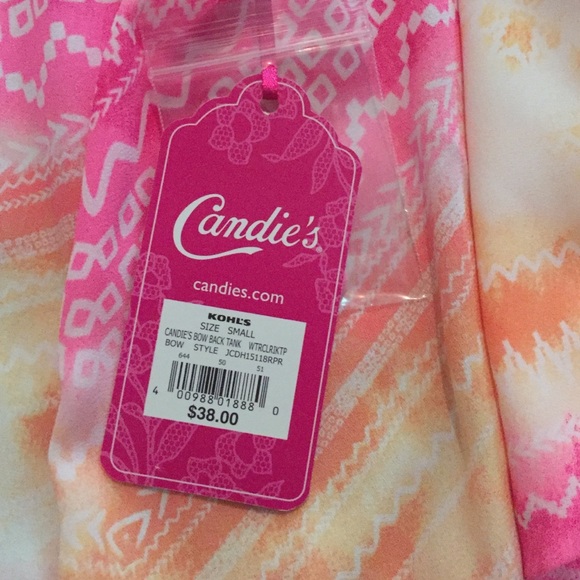 Candie's
candies.com
KOHL'S
SIZE SMALL
CANDIE'S BOW BACK TANK WTRCLRIKTP
BOW STYLE JCDH15118RPR
644 50 51
4 00988 01888 0
$38.00